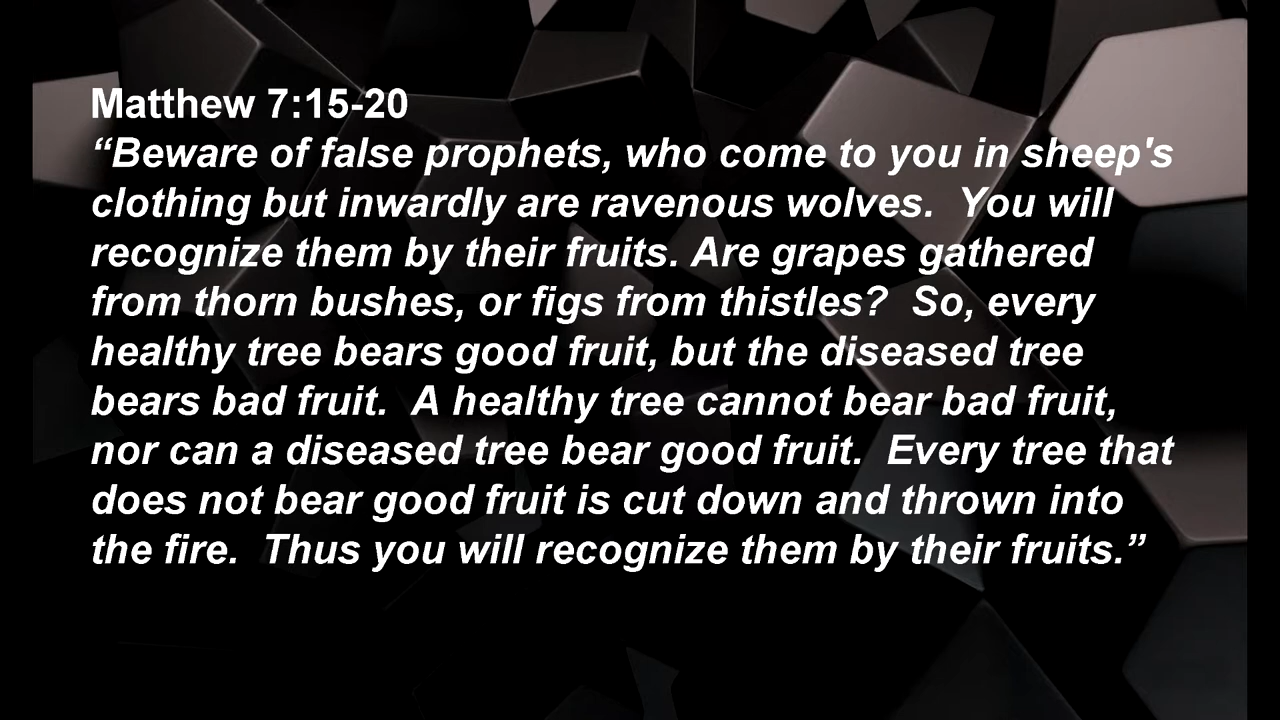 Matthew 7:15-20
“Beware of false prophets, who come to you in sheep's
clothing but inwardly are ravenous wolves.  You will
recognize them by their fruits. Are grapes gathered
from thorn bushes, or figs from thistles?  So, every
healthy tree bears good fruit, but the diseased tree
bears bad fruit.  A healthy tree cannot bear bad fruit,
nor can a diseased tree bear good fruit.  Every tree that
does not bear good fruit is cut down and thrown into
the fire.  Thus you will recognize them by their fruits.”